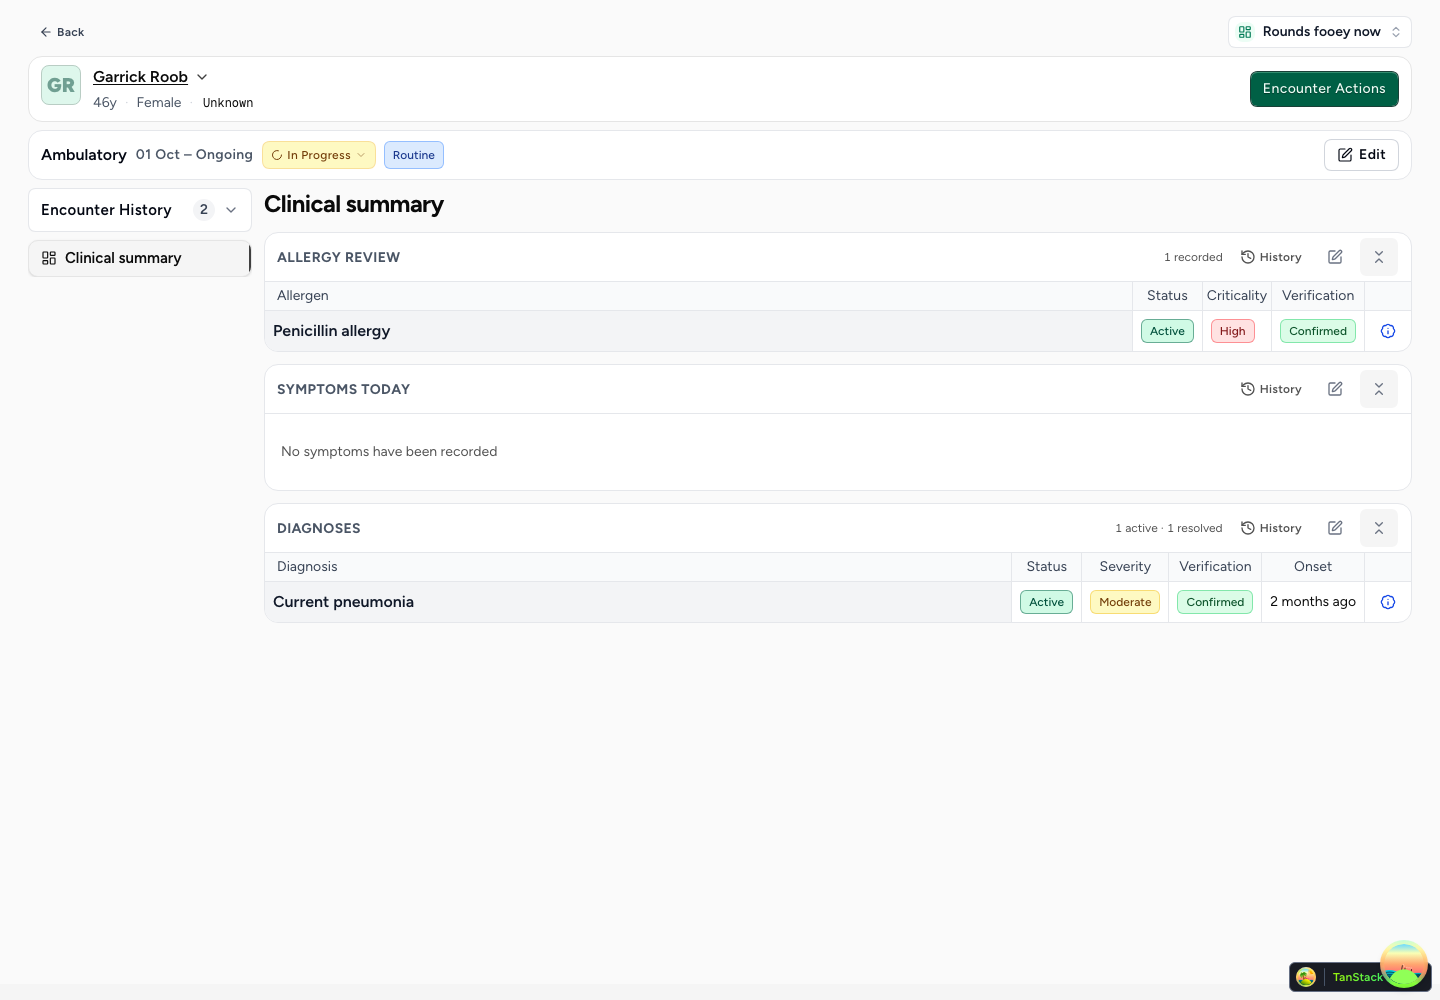 Back
Rounds fooey now
GR
Garrick Roob
46y · Female · Unknown
Encounter Actions
Ambulatory 01 Oct – Ongoing In Progress Routine
Edit
Encounter History 2
Clinical summary
Clinical summary
ALLERGY REVIEW
1 recorded History
Allergen Status Criticality Verification
Penicillin allergy Active High Confirmed
SYMPTOMS TODAY
History
No symptoms have been recorded
DIAGNOSES
1 active · 1 resolved History
Diagnosis Status Severity Verification Onset
Current pneumonia Active Moderate Confirmed 2 months ago
TanStack